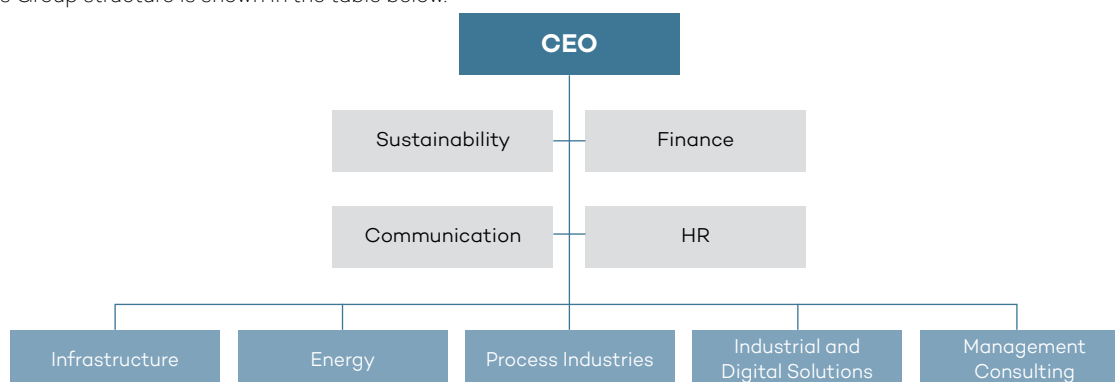 Group structure is shown in the table below.
CEO
Sustainability
Finance
Communication
HR
Infrastructure
Energy
Process Industries
Industrial and
Digital Solutions
Management
Consulting